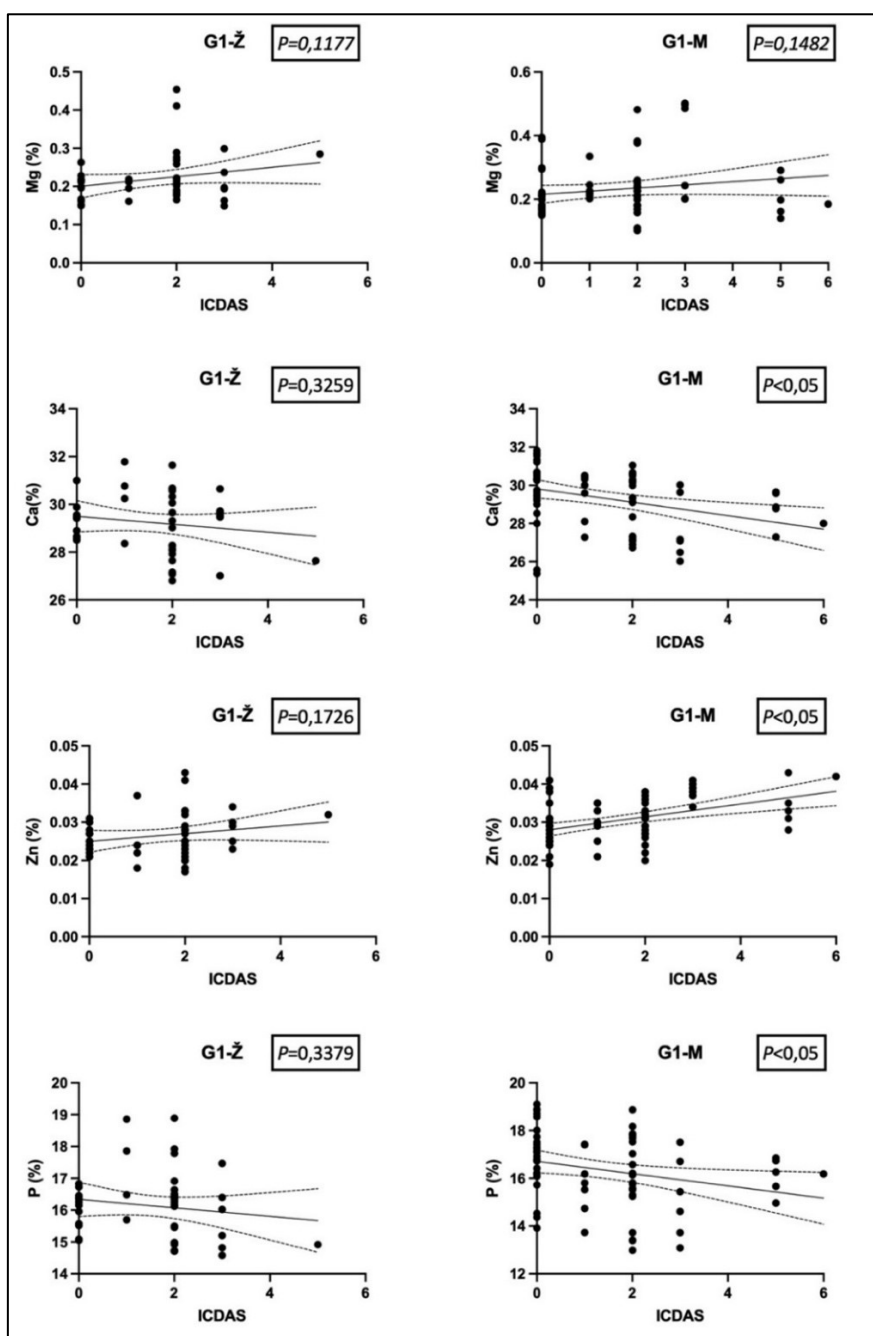 G1-Ž P=0,1177
Mg (%)
0.5
0.4
0.3
0.2
0.1
0.0
0 2 4 6
ICDAS
G1-M P=0,1482
Mg (%)
0.6
0.4
0.2
0.0
0 1 2 3 4 5 6
ICDAS
G1-Ž P=0,3259
Ca(%)
34
32
30
28
26
0 2 4 6
ICDAS
G1-M P<0,05
Ca(%)
34
32
30
28
26
24
0 2 4 6
ICDAS
G1-Ž P=0,1726
Zn (%)
0.05
0.04
0.03
0.02
0.01
0.00
0 2 4 6
ICDAS
G1-M P<0,05
Zn (%)
0.05
0.04
0.03
0.02
0.01
0.00
0 2 4 6
ICDAS
G1-Ž P=0,3379
P (%)
20
19
18
17
16
15
14
0 2 4 6
ICDAS
G1-M P<0,05
P (%)
20
18
16
14
12
0 2 4 6
ICDAS